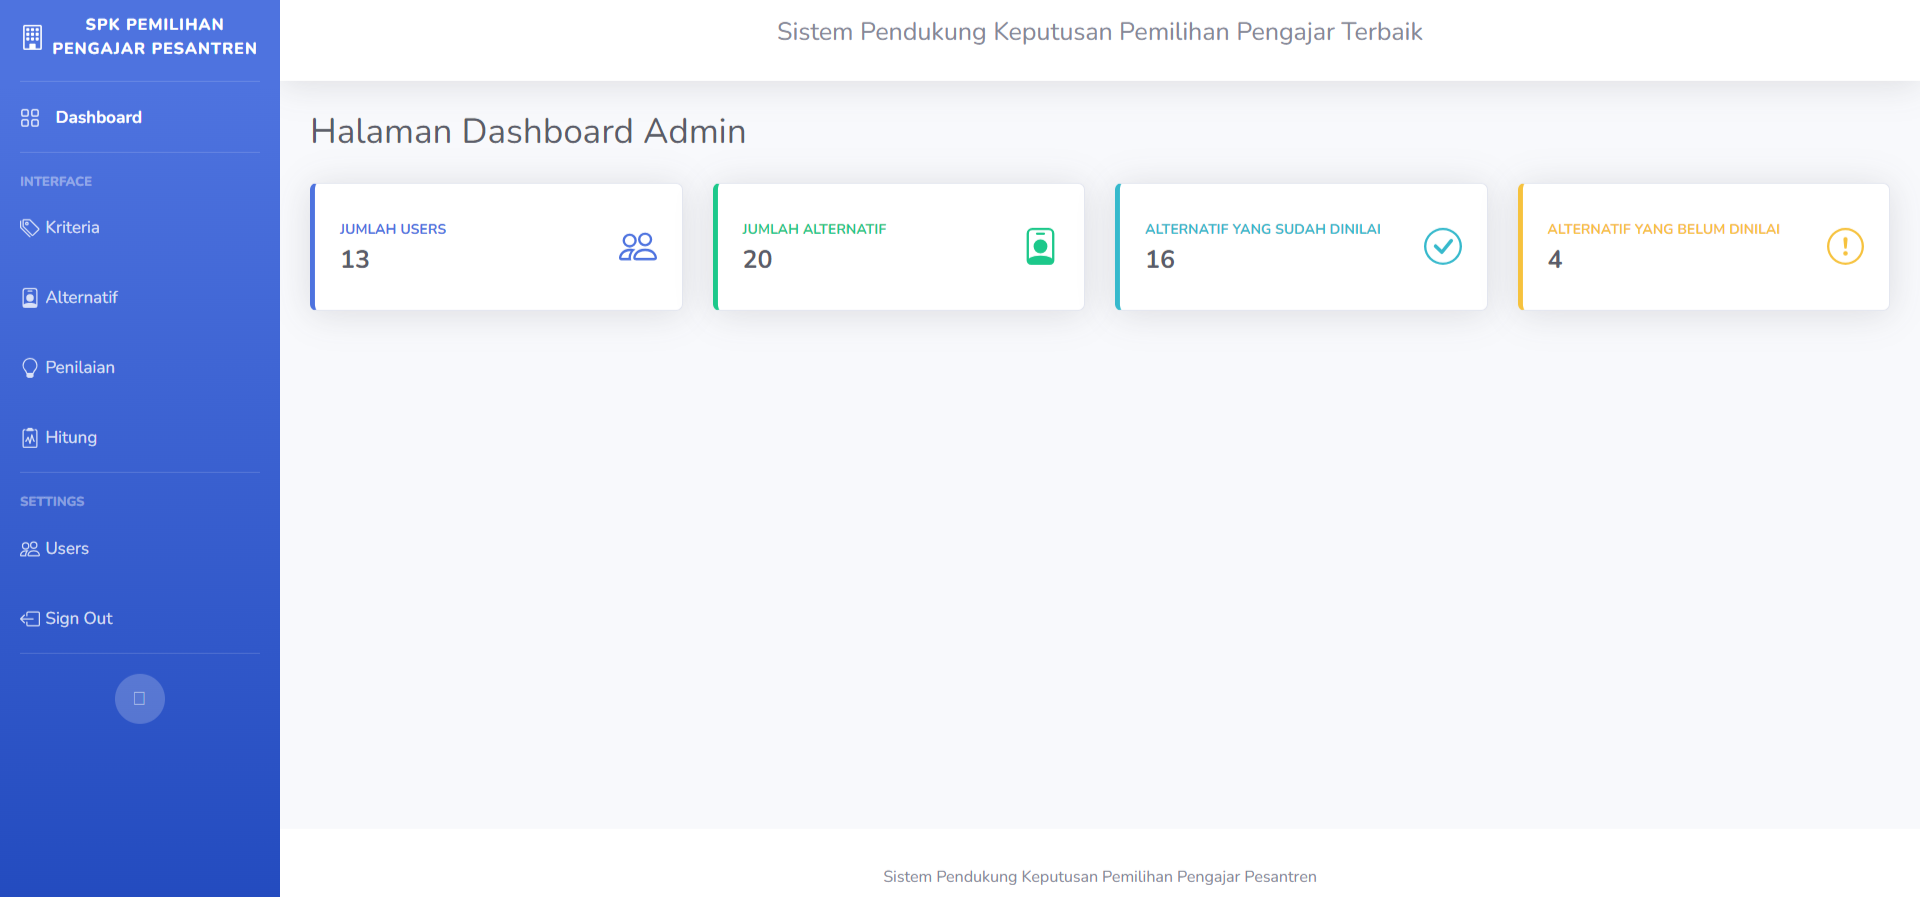 SPK PEMILIHAN
PENGAJAR PESANTREN
Dashboard
INTERFACE
Kriteria
Alternatif
Penilaian
Hitung
SETTINGS
Users
Sign Out
Sistem Pendukung Keputusan Pemilihan Pengajar Terbaik
Halaman Dashboard Admin
JUMLAH USERS
13
JUMLAH ALTERNATIF
20
ALTERNATIF YANG SUDAH DINILAI
16
ALTERNATIF YANG BELUM DINILAI
4
Sistem Pendukung Keputusan Pemilihan Pengajar Pesantren